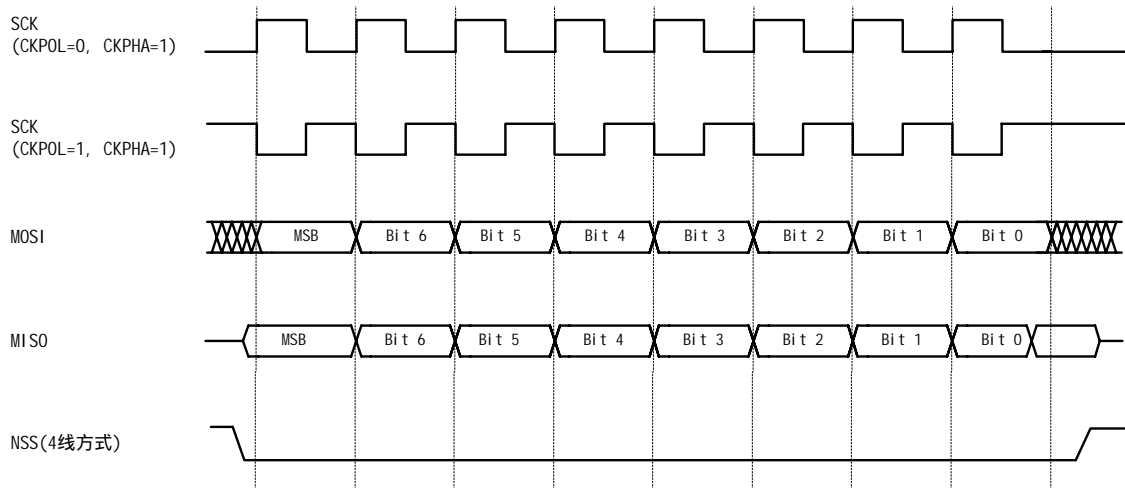 SCK
(CKPOL=0, CKPHA=1)
SCK
(CKPOL=1, CKPHA=1)
MOSI
MSB Bit 6 Bit 5 Bit 4 Bit 3 Bit 2 Bit 1 Bit 0
MISO
MSB Bit 6 Bit 5 Bit 4 Bit 3 Bit 2 Bit 1 Bit 0
NSS(4线方式)